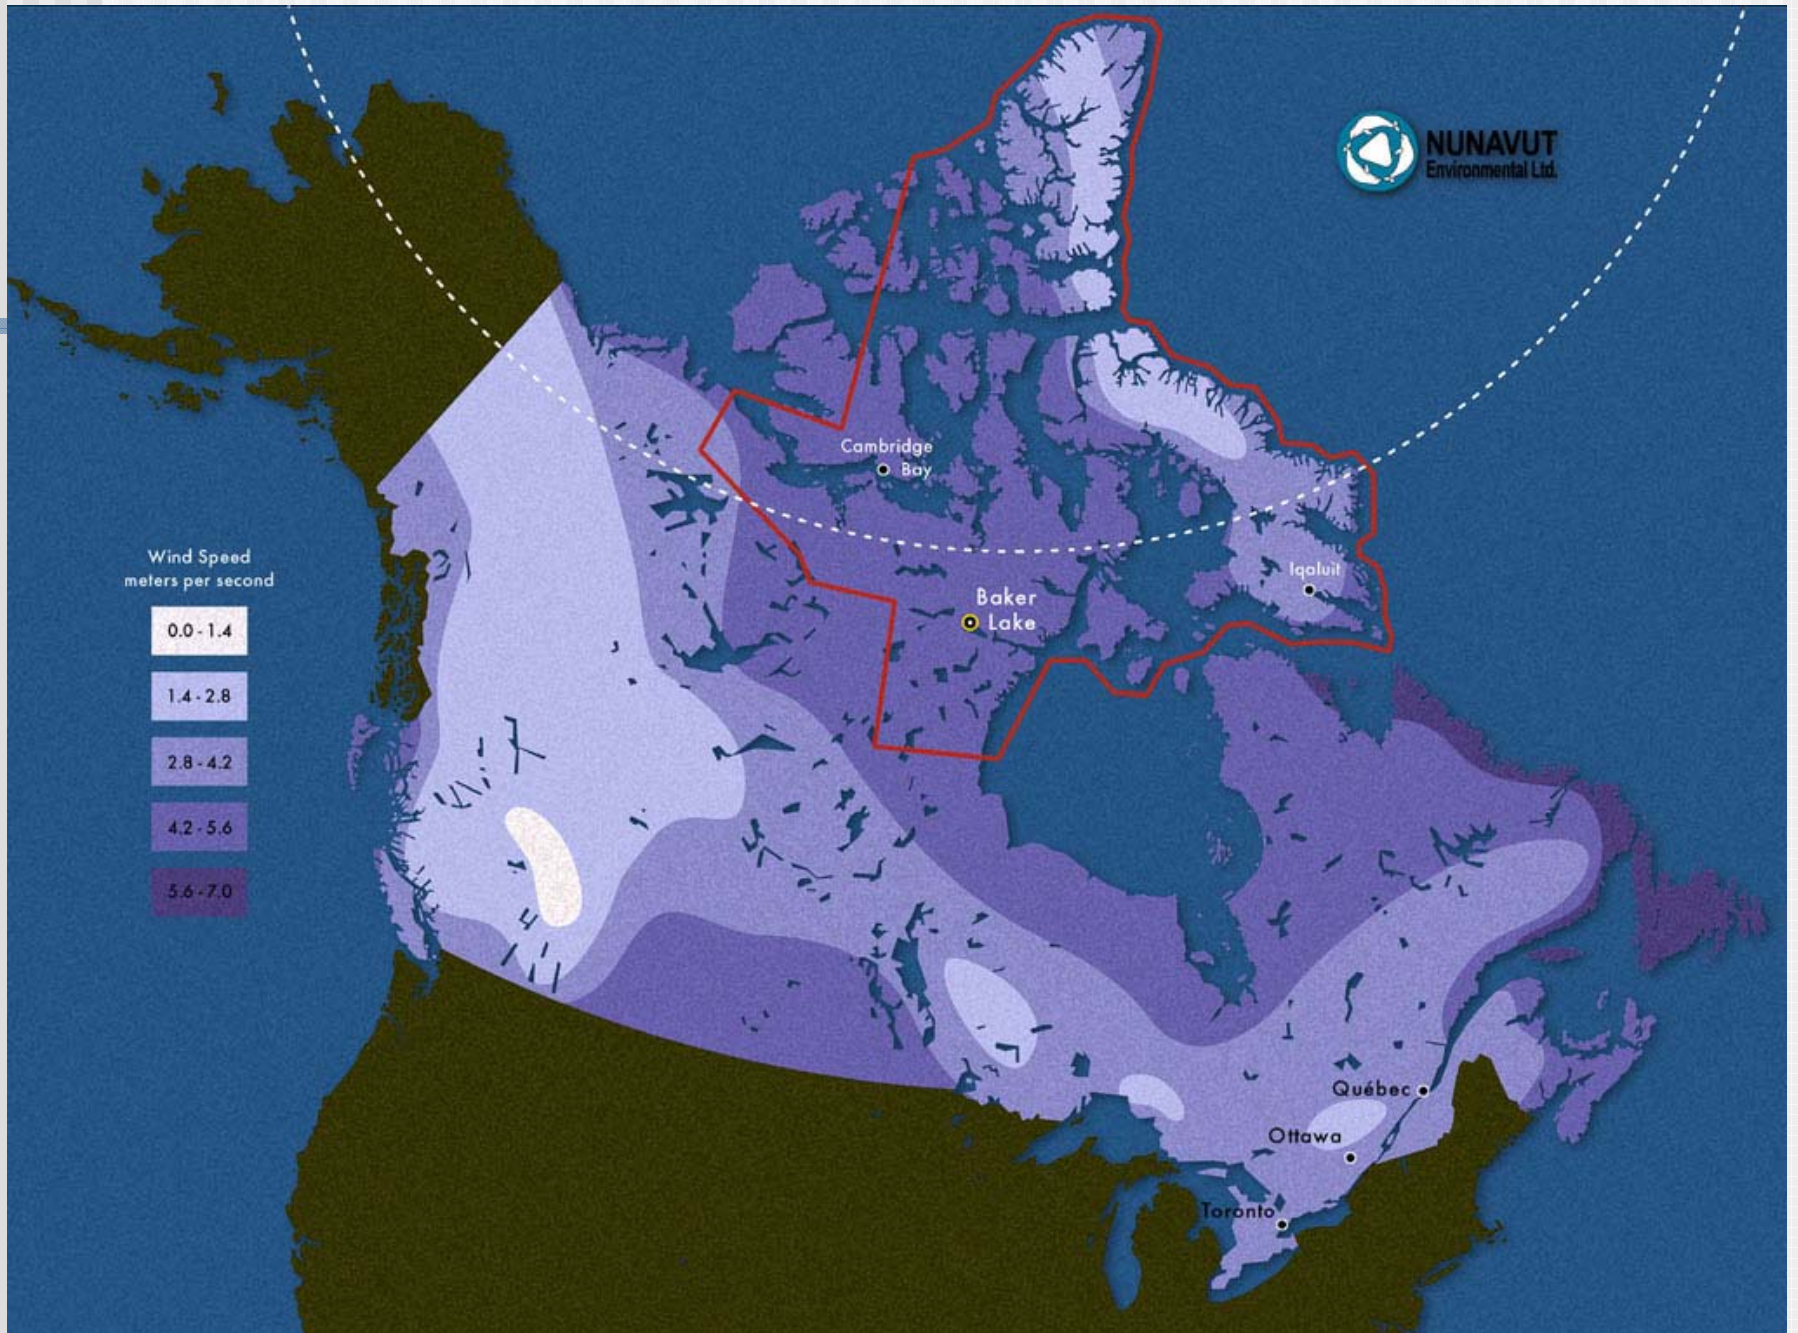 NUNAVUT
Environmental Ltd.
Cambridge
Bay
Wind Speed
meters per second
Iqaluit
Baker
Lake
0.0 - 1.4
1.4 - 2.8
2.8 - 4.2
4.2 - 5.6
5.6 - 7.0
Québec
Ottawa
Toronto